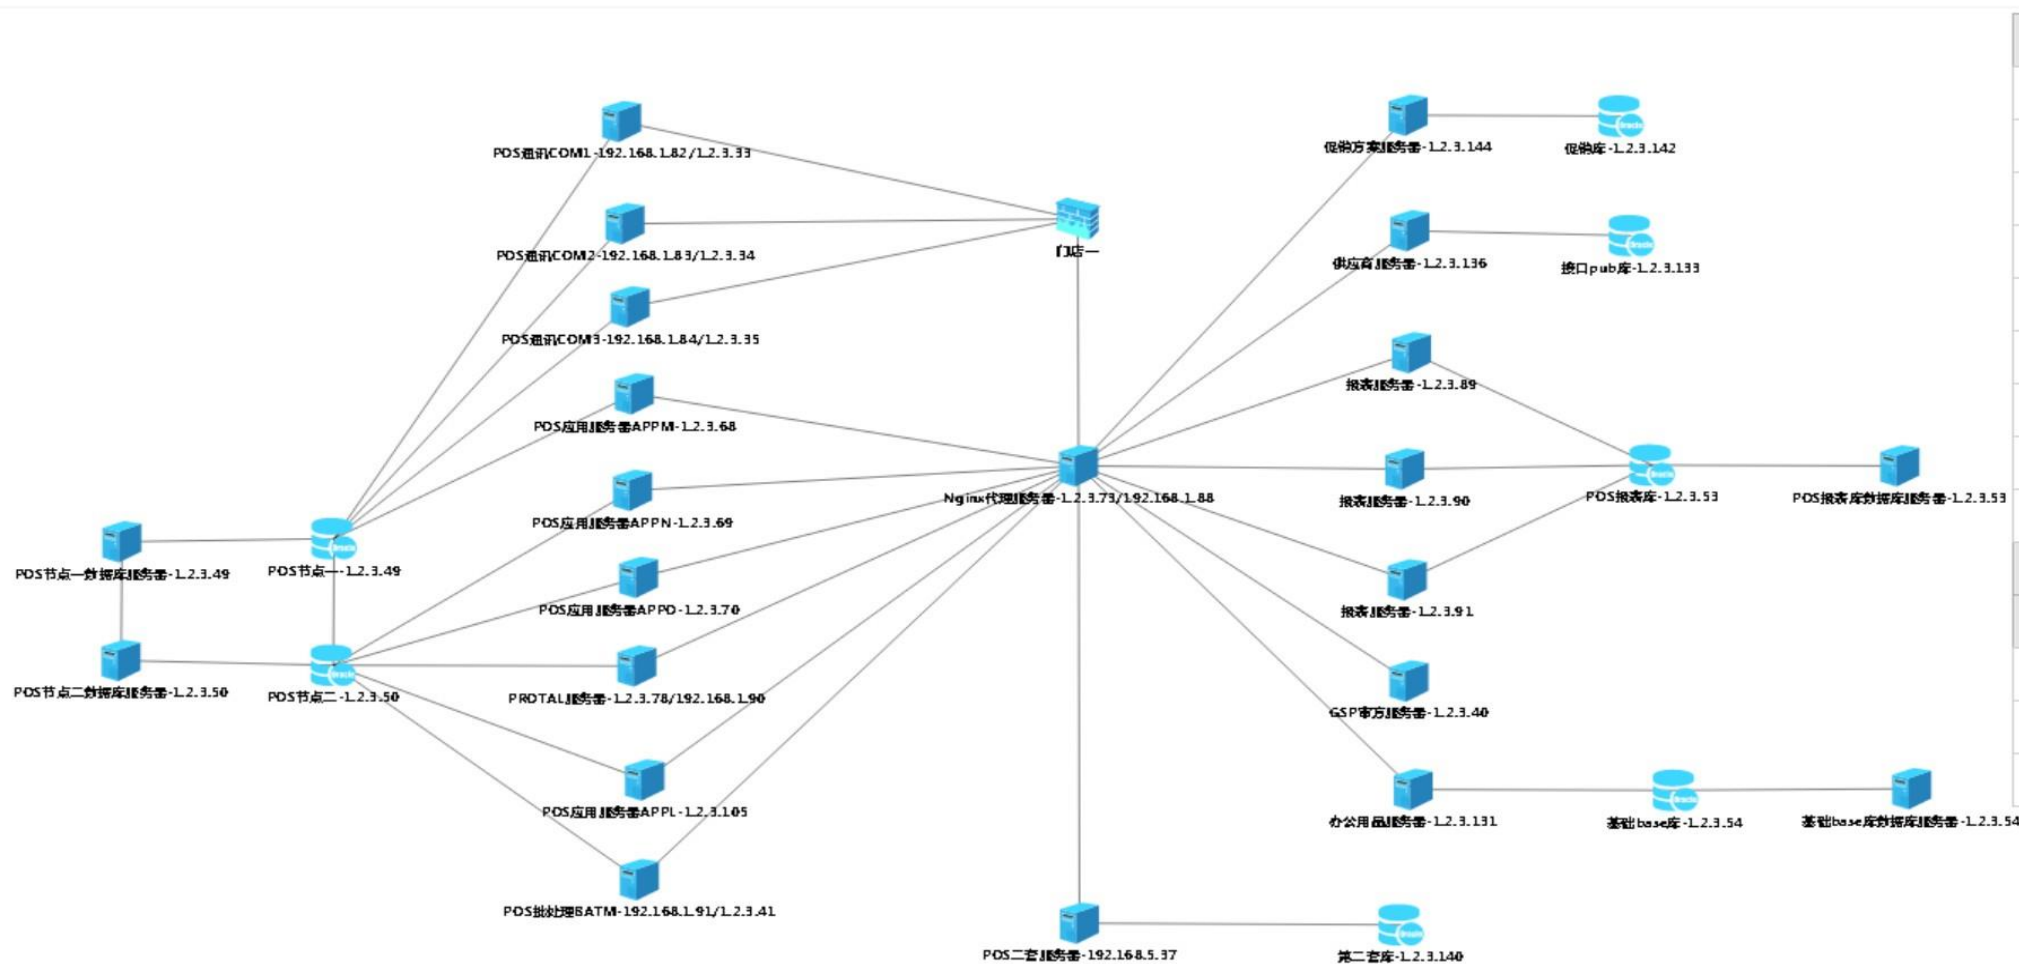 POS通讯COM1-192.168.1.82/1.2.3.33
促销方案服务器-1.2.3.144
促销库-1.2.3.142
POS通讯COM2-192.168.1.83/1.2.3.34
门店一
供应商服务器-1.2.3.136
接口pub库-1.2.3.133
POS通讯COM3-192.168.1.84/1.2.3.35
报表服务器-1.2.3.89
POS应用服务器APPM-1.2.3.68
Nginx代理服务器-1.2.3.73/192.168.1.88
报表服务器-1.2.3.90
POS报表库-1.2.3.53
POS报表库数据库服务器-1.2.3.53
POS应用服务器APPN-1.2.3.69
POS节点一数据库服务器-1.2.3.49
POS节点一-1.2.3.49
POS应用服务器APPO-1.2.3.70
报表服务器-1.2.3.91
POS节点二数据库服务器-1.2.3.50
POS节点二-1.2.3.50
PROTAL服务器-1.2.3.78/192.168.1.90
GSP审方服务器-1.2.3.40
POS应用服务器APPL-1.2.3.105
办公用品服务器-1.2.3.131
基础base库-1.2.3.54
基础base库数据库服务器-1.2.3.54
POS批处理BATM-192.168.1.91/1.2.3.41
POS二套服务器-192.168.5.37
第二套库-1.2.3.140